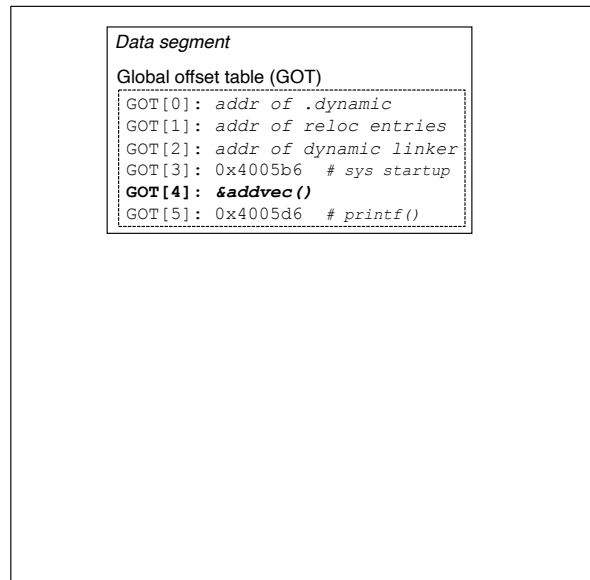 Data segment
Global offset table (GOT)
GOT[0]: addr of .dynamic
GOT[1]: addr of reloc entries
GOT[2]: addr of dynamic linker
GOT[3]: 0x4005b6 # sys startup
GOT[4]: &addvec()
GOT[5]: 0x4005d6 # printf()